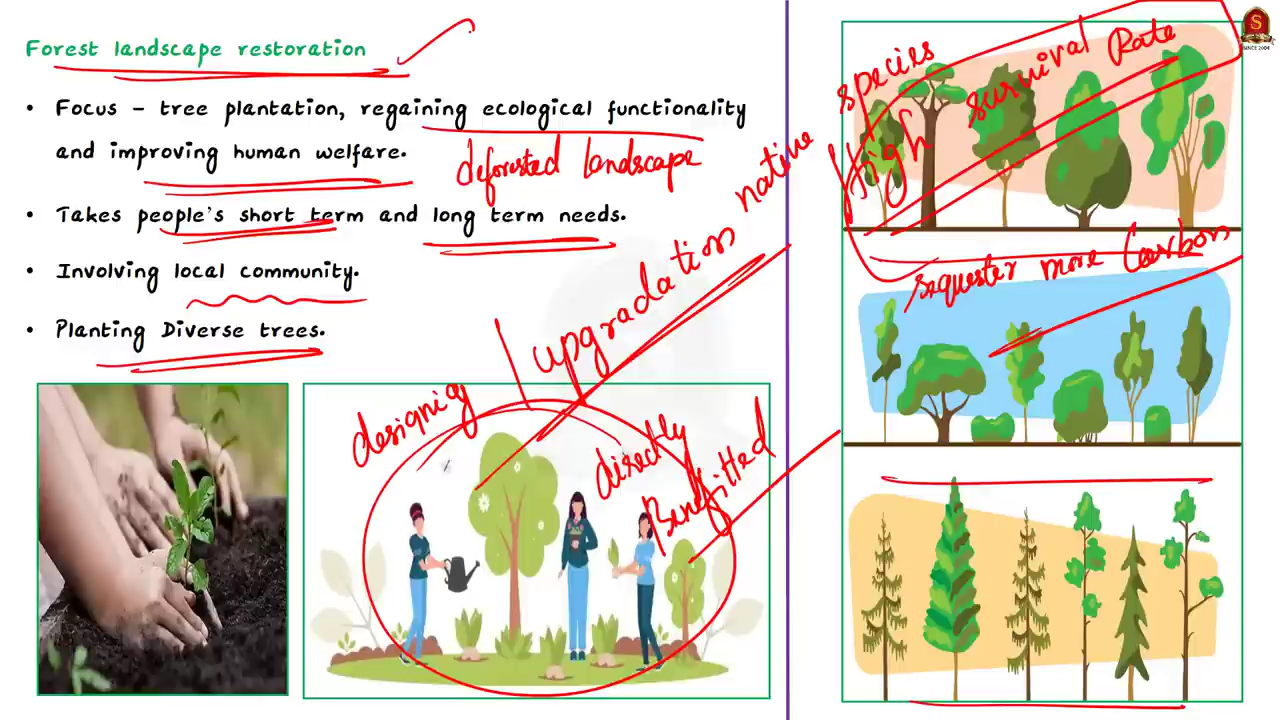 Forest landscape restoration
• Focus – tree plantation, regaining ecological functionality
and improving human welfare.
deforested landscape
• Takes people's short term and long term needs.
• Involving local community.
• Planting Diverse trees.
designing / upgradation native species
directly
Benefitted
High survival Rate
sequester more Carbon
S
SINCE 2004